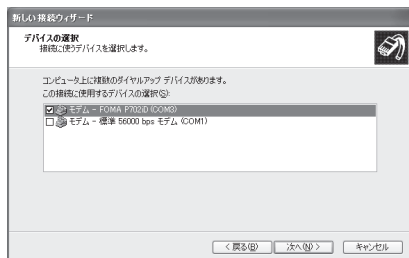 新しい接続ウィザード
デバイスの選択
接続に使うデバイスを選択します。
コンピュータ上に複数のダイヤルアップ デバイスがあります。
この接続に使用するデバイスの選択(S):
モデム - FOMA P702iD (COM3)
モデム - 標準 56000 bps モデム (COM1)
< 戻る(B)
次へ(N) >
キャンセル